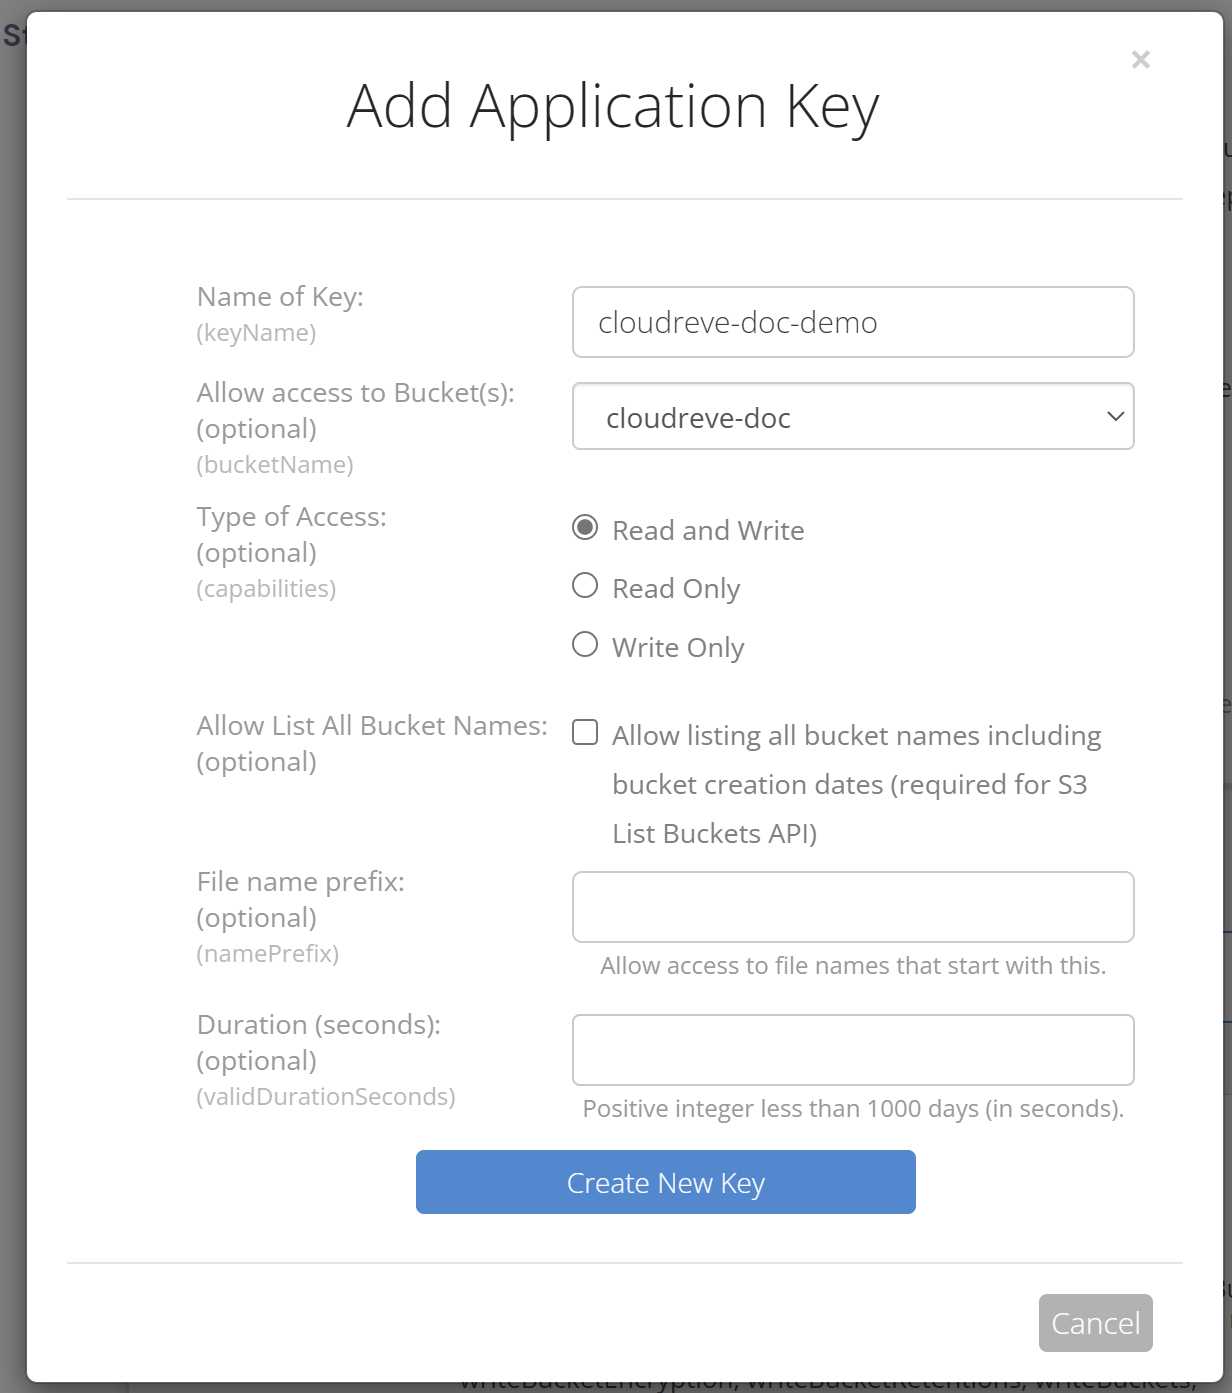 ×
Add Application Key
Name of Key:
(keyName)
cloudreve-doc-demo
Allow access to Bucket(s):
(optional)
(bucketName)
cloudreve-doc
Type of Access:
(optional)
(capabilities)
Read and Write
Read Only
Write Only
Allow List All Bucket Names:
(optional)
Allow listing all bucket names including
bucket creation dates (required for S3
List Buckets API)
File name prefix:
(optional)
(namePrefix)
Allow access to file names that start with this.
Duration (seconds):
(optional)
(validDurationSeconds)
Positive integer less than 1000 days (in seconds).
Create New Key
Cancel
writeBucketEncryption, writeBucketRetentions, writeBuckets,